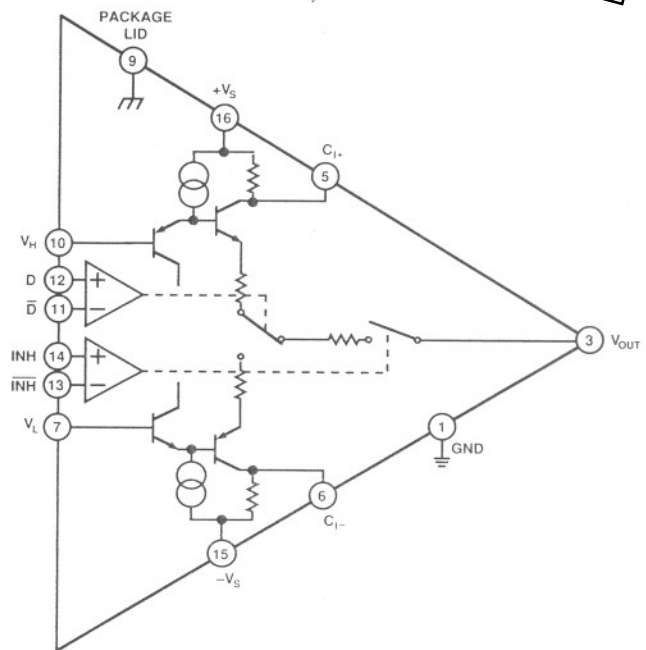 PACKAGE
LID
9
+VS
16
CI+
5
VH 10
D 12
+
D̅ 11
−
INH 14
+
I̅N̅H̅ 13
−
VL 7
3 VOUT
1
GND
6
CI−
15
−VS